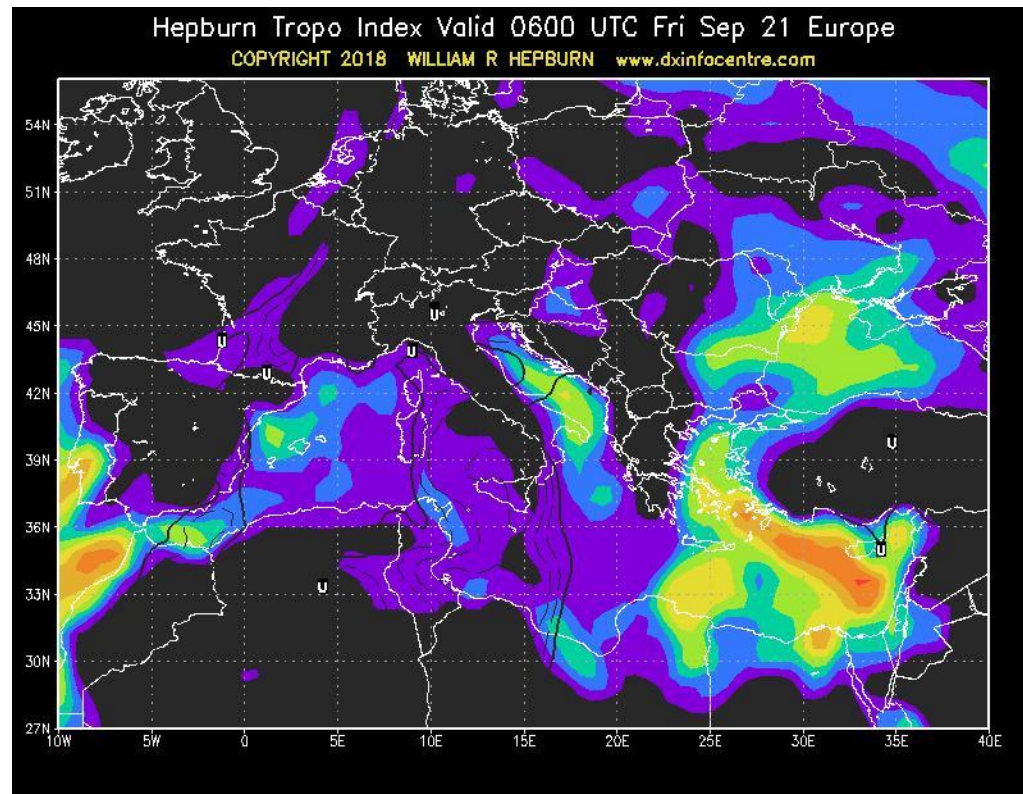 Hepburn Tropo Index Valid 0600 UTC Fri Sep 21 Europe
COPYRIGHT 2018 WILLIAM R HEPBURN www.dxinfocentre.com
54N
51N
48N
U
45N
U
U
U
42N
U
39N
36N
U
U
33N
30N
27N
10W 5W 0 5E 10E 15E 20E 25E 30E 35E 40E